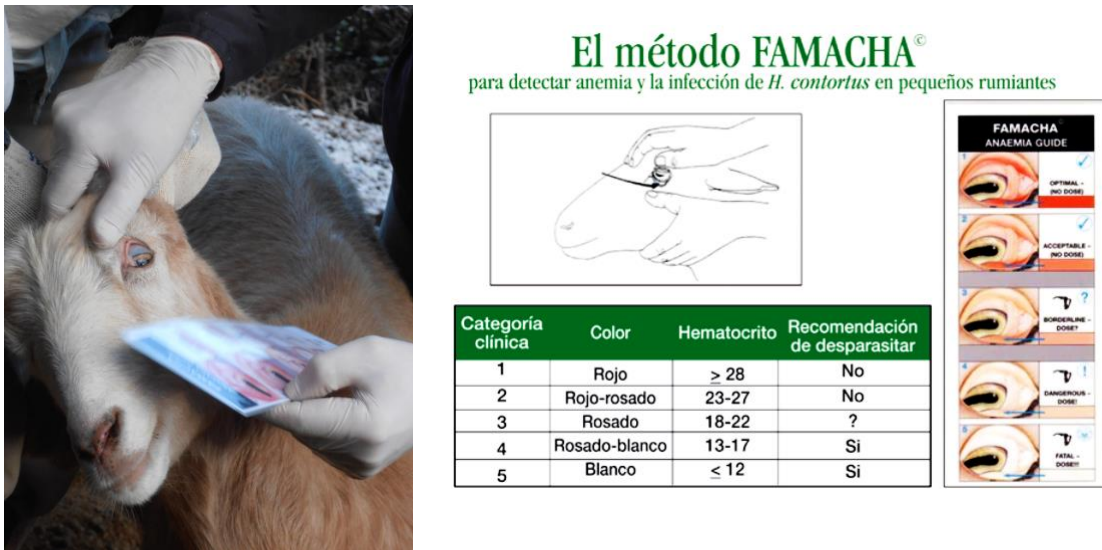 El método FAMACHA©
para detectar anemia y la infección de H. contortus en pequeños rumiantes
Categoría clínica Color Hematocrito Recomendación de desparasitar
1 Rojo ≥ 28 No
2 Rojo-rosado 23-27 No
3 Rosado 18-22 ?
4 Rosado-blanco 13-17 Si
5 Blanco ≤ 12 Si
FAMACHA©
ANAEMIA GUIDE
1
OPTIMAL -
(NO DOSE)
2
ACCEPTABLE -
(NO DOSE)
3
?
BORDERLINE -
DOSE?
4
!
DANGEROUS -
DOSE!
5
FATAL -
DOSE!!!